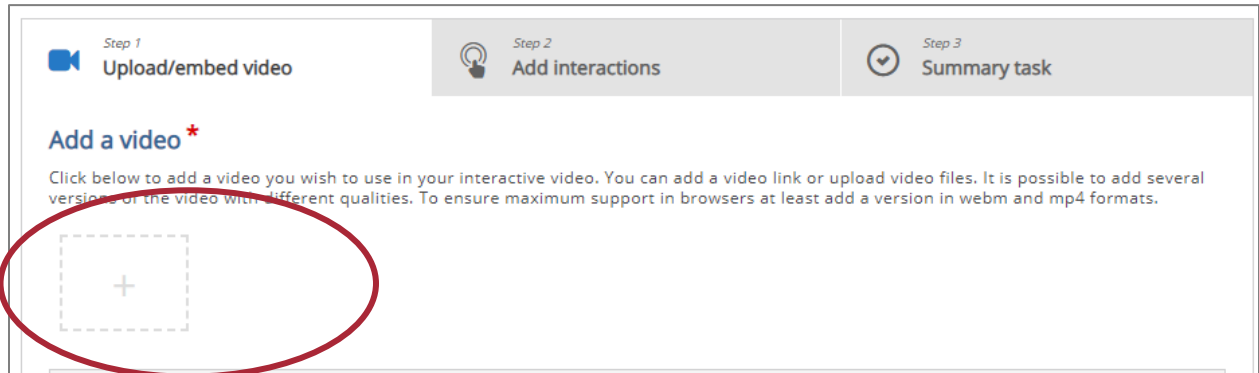 Step 1
Upload/embed video
Step 2
Add interactions
Step 3
Summary task
Add a video *
Click below to add a video you wish to use in your interactive video. You can add a video link or upload video files. It is possible to add several
versions of the video with different qualities. To ensure maximum support in browsers at least add a version in webm and mp4 formats.
+